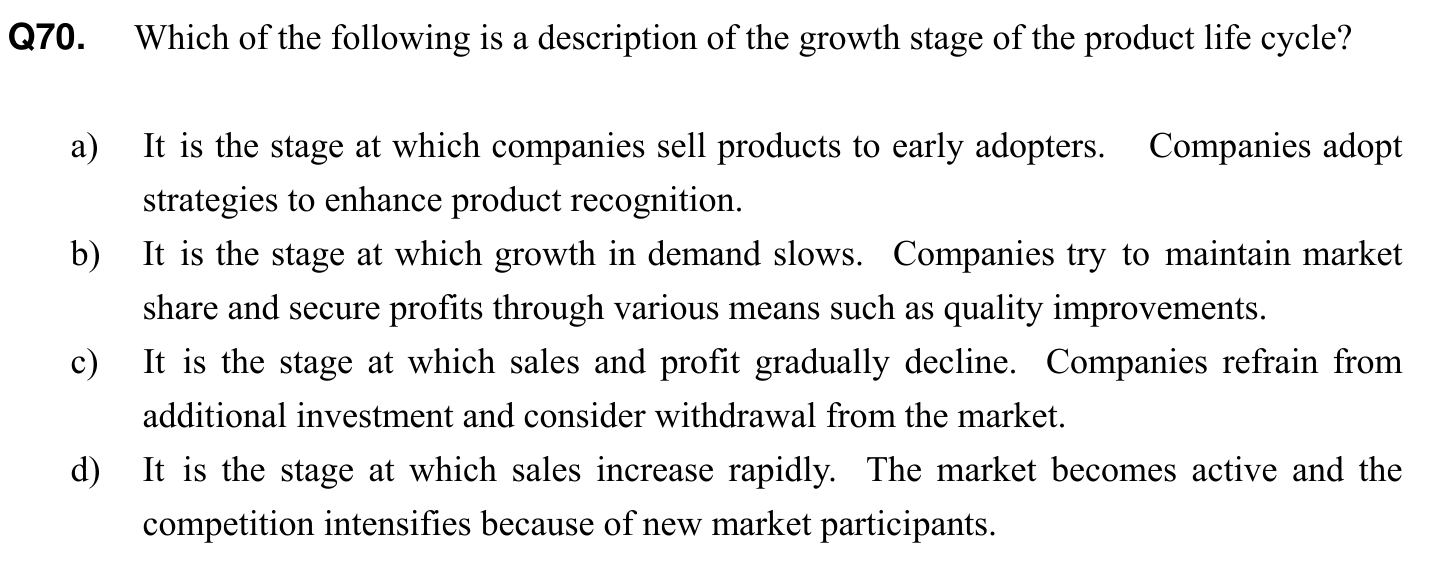 Q70. Which of the following is a description of the growth stage of the product life cycle?
a) It is the stage at which companies sell products to early adopters. Companies adopt
strategies to enhance product recognition.
b) It is the stage at which growth in demand slows. Companies try to maintain market
share and secure profits through various means such as quality improvements.
c) It is the stage at which sales and profit gradually decline. Companies refrain from
additional investment and consider withdrawal from the market.
d) It is the stage at which sales increase rapidly. The market becomes active and the
competition intensifies because of new market participants.